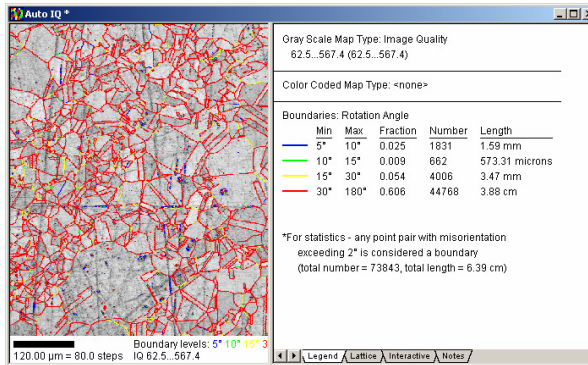 Auto IQ *
Gray Scale Map Type: Image Quality
62.5...567.4 (62.5...567.4)
Color Coded Map Type: <none>
Boundaries: Rotation Angle
Min Max Fraction Number Length
5° 10° 0.025 1831 1.59 mm
10° 15° 0.009 662 573.31 microns
15° 30° 0.054 4006 3.47 mm
30° 180° 0.606 44768 3.88 cm
*For statistics - any point pair with misorientation
exceeding 2° is considered a boundary
(total number = 73843, total length = 6.39 cm)
Boundary levels: 5° 10° 15° 3
120.00 µm = 80.0 steps IQ 62.5...567.4
Legend Lattice Interactive Notes